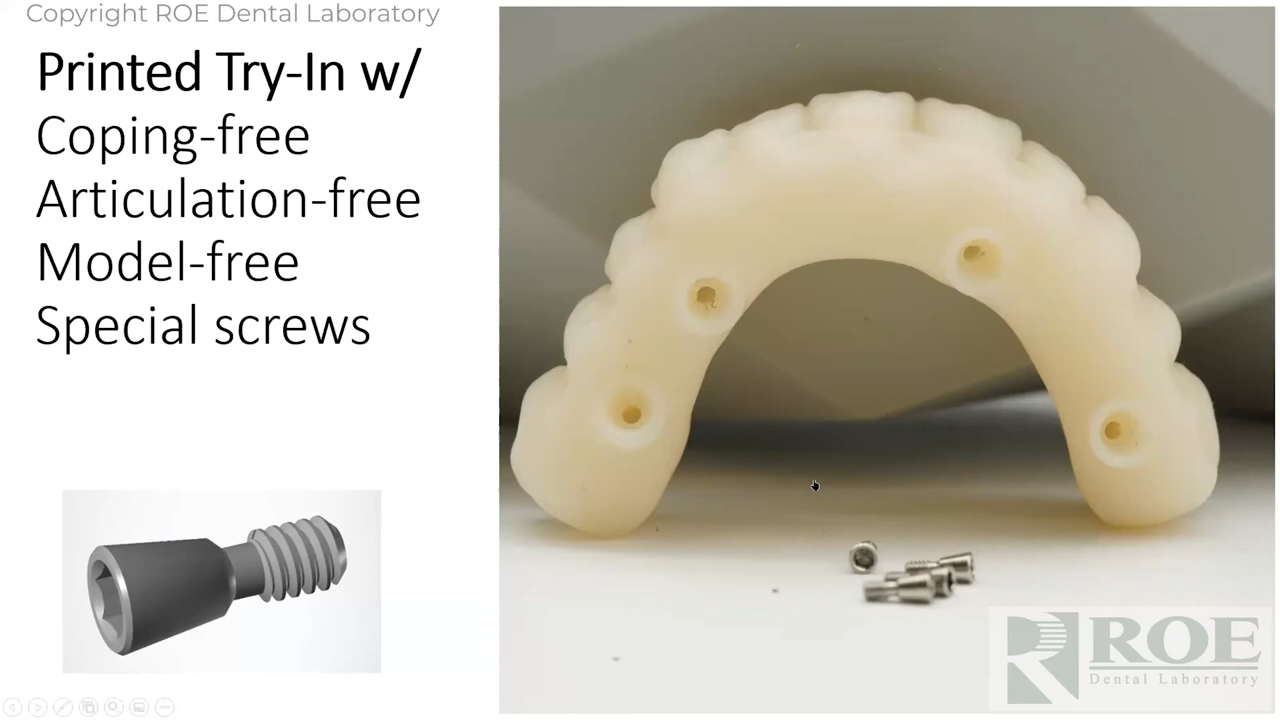 Copyright ROE Dental Laboratory
Printed Try-In w/
Coping-free
Articulation-free
Model-free
Special screws
ROE
Dental Laboratory